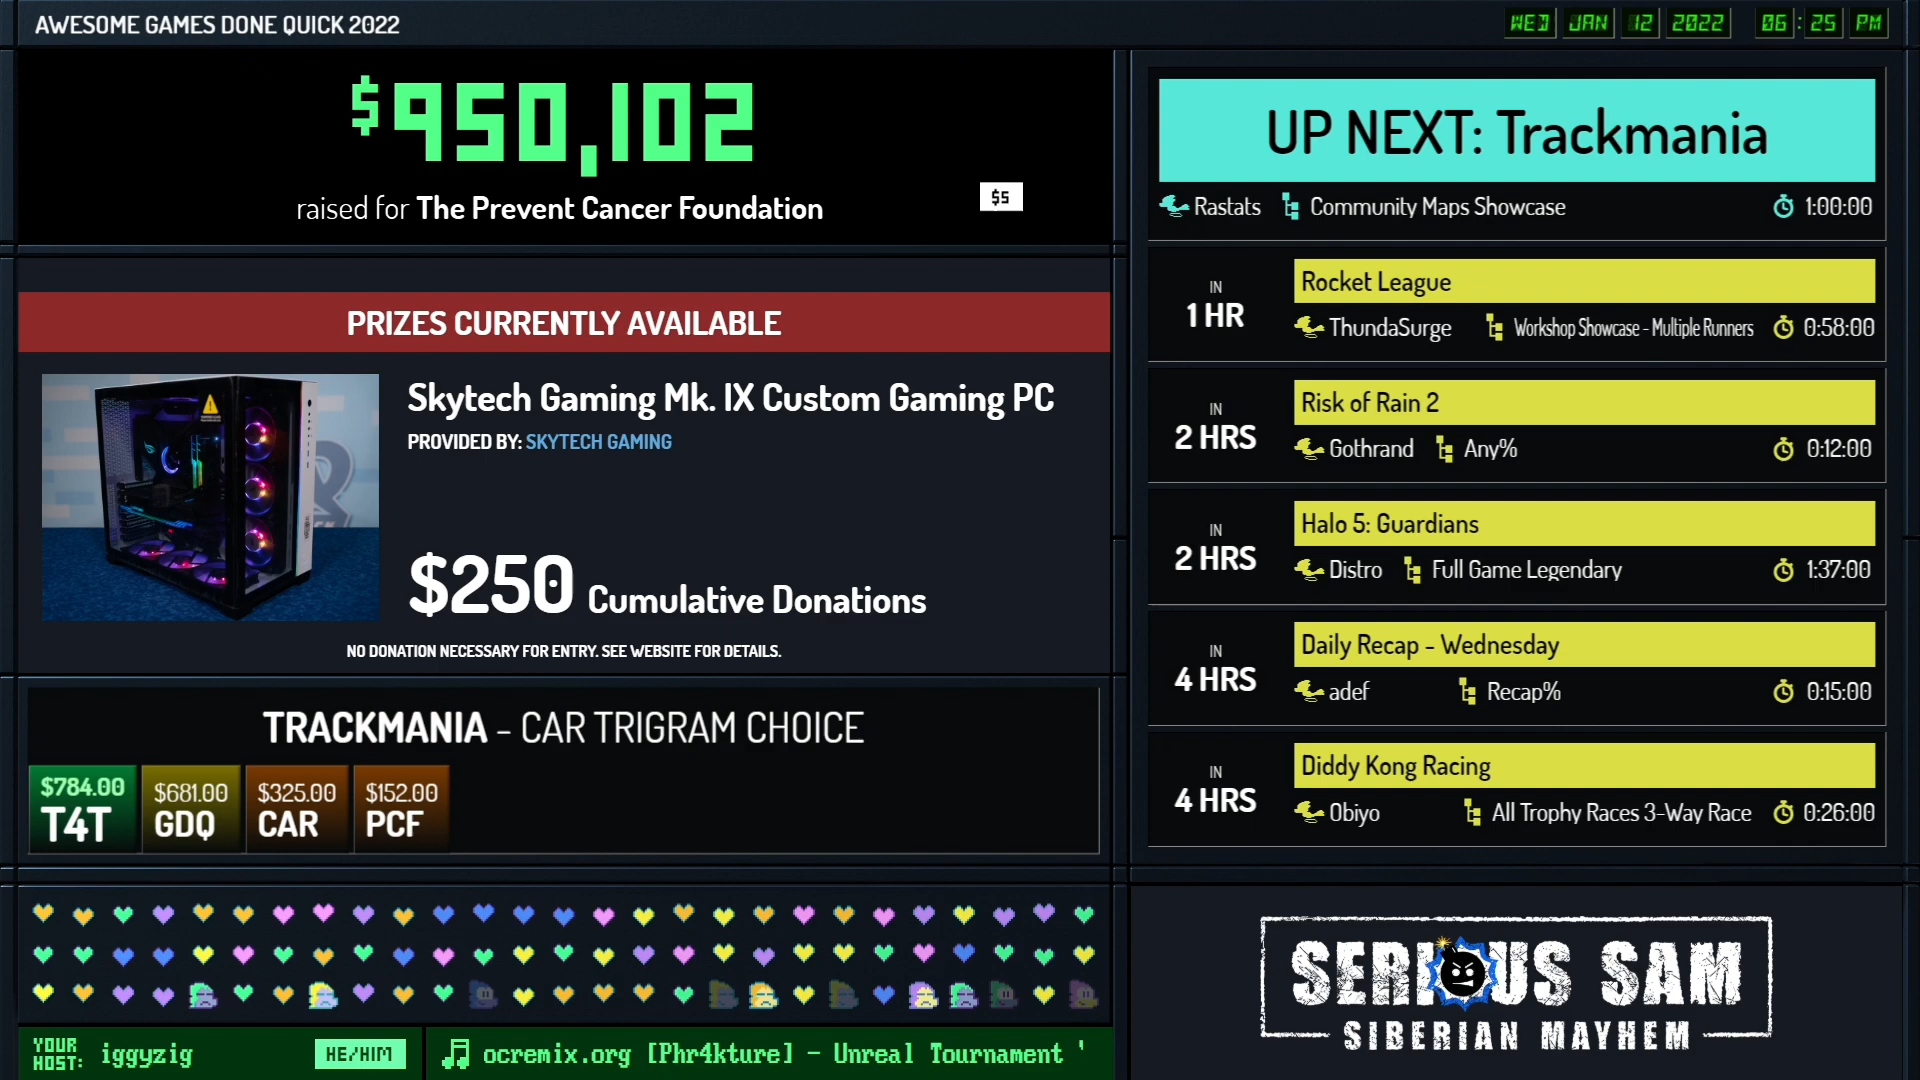 AWESOME GAMES DONE QUICK 2022
WED JAN 12 2022 06:25 PM
$950,102
raised for The Prevent Cancer Foundation
$5
PRIZES CURRENTLY AVAILABLE
Skytech Gaming Mk. IX Custom Gaming PC
PROVIDED BY: SKYTECH GAMING
$250 Cumulative Donations
NO DONATION NECESSARY FOR ENTRY. SEE WEBSITE FOR DETAILS.
TRACKMANIA - CAR TRIGRAM CHOICE
$784.00 $681.00 $325.00 $152.00
T4T GDQ CAR PCF
YOUR HOST: iggyzig HE/HIM
ocremix.org [Phr4kture] - Unreal Tournament '
UP NEXT: Trackmania
Rastats Community Maps Showcase 1:00:00
IN 1 HR
Rocket League
ThundaSurge Workshop Showcase - Multiple Runners 0:58:00
IN 2 HRS
Risk of Rain 2
Gothrand Any% 0:12:00
IN 2 HRS
Halo 5: Guardians
Distro Full Game Legendary 1:37:00
IN 4 HRS
Daily Recap - Wednesday
adef Recap% 0:15:00
IN 4 HRS
Diddy Kong Racing
Obiyo All Trophy Races 3-Way Race 0:26:00
SERIOUS SAM
SIBERIAN MAYHEM